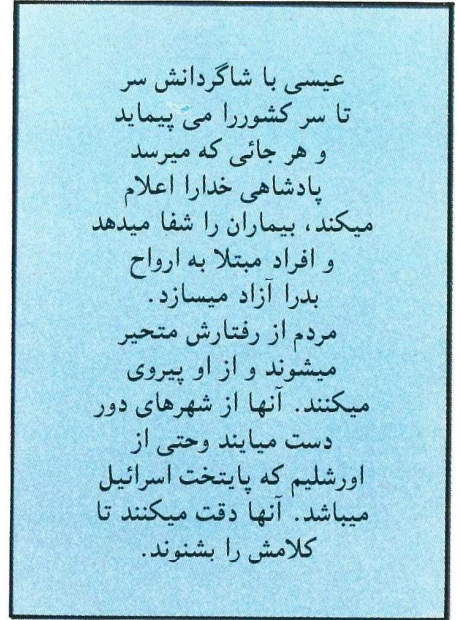 عیسی با شاگردانش سر
تا سر کشوررا می پیماید
و هر جائی که میرسد
پادشاهی خدارا اعلام
میکند، بیماران را شفا میدهد
و افراد مبتلا به ارواح
بدرا آزاد میسازد.
مردم از رفتارش متحیر
میشوند و از او پیروی
میکنند. آنها از شهرهای دور
دست میایند وحتی از
اورشلیم که پایتخت اسرائیل
میباشد. آنها دقت میکنند تا
کلامش را بشنوند.